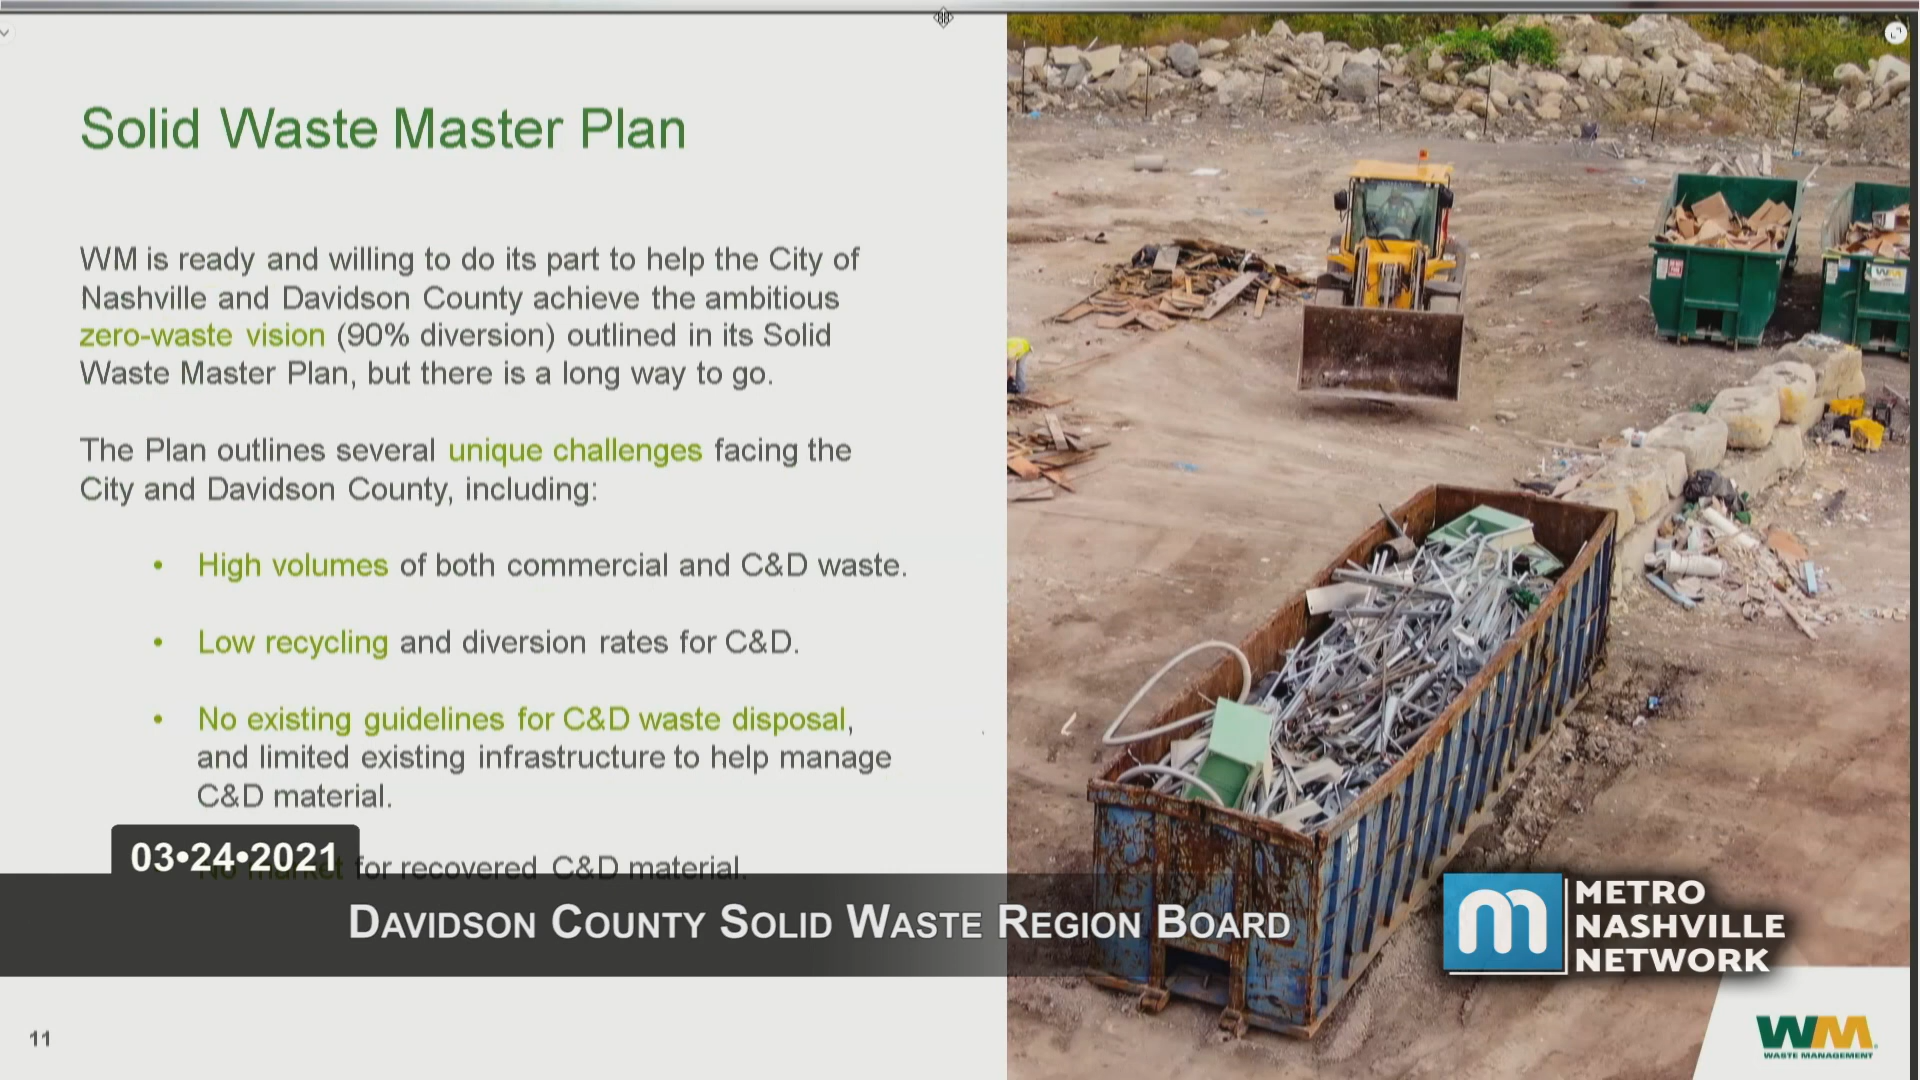 Solid Waste Master Plan
WM is ready and willing to do its part to help the City of
Nashville and Davidson County achieve the ambitious
zero-waste vision (90% diversion) outlined in its Solid
Waste Master Plan, but there is a long way to go.
The Plan outlines several unique challenges facing the
City and Davidson County, including:
• High volumes of both commercial and C&D waste.
• Low recycling and diversion rates for C&D.
• No existing guidelines for C&D waste disposal,
and limited existing infrastructure to help manage
C&D material.
No market for recovered C&D material.
03•24•2021
DAVIDSON COUNTY SOLID WASTE REGION BOARD
m METRO
NASHVILLE
NETWORK
11
WM
WASTE MANAGEMENT